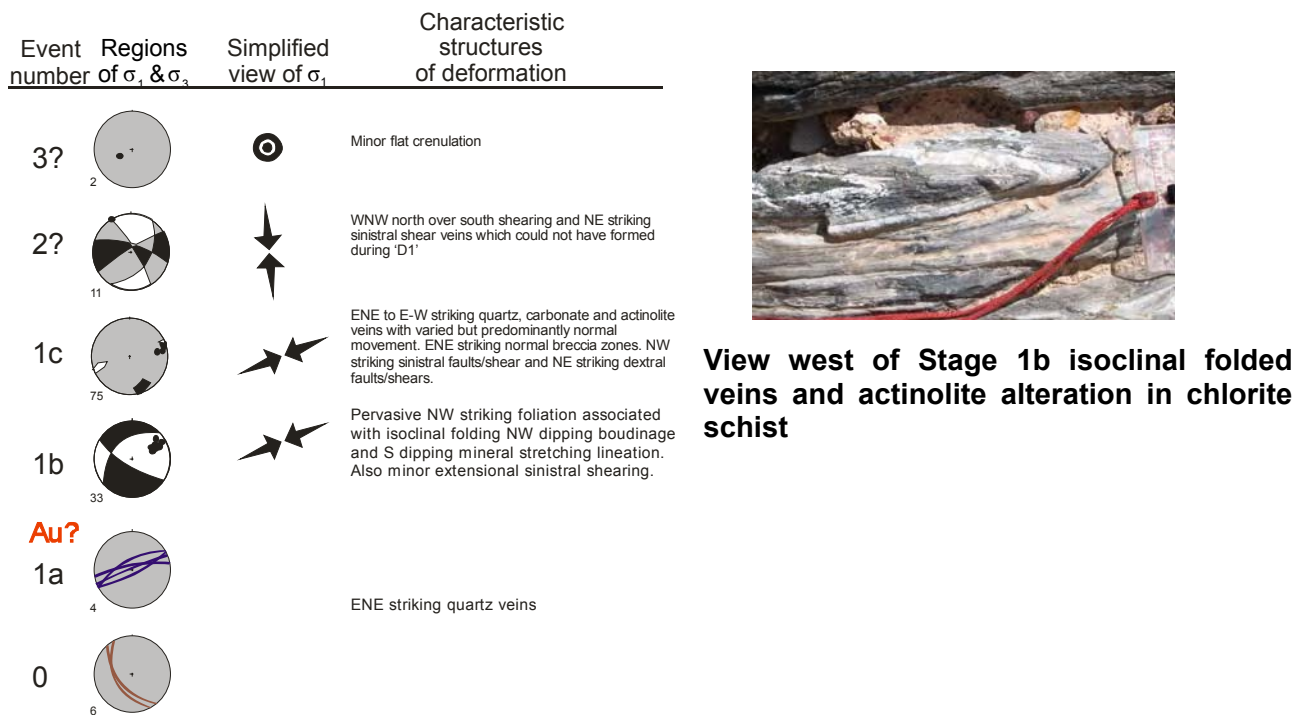 Event number
Regions of σ₁ & σ₃
Simplified view of σ₁
Characteristic structures of deformation
3?
2
Minor flat crenulation
2?
11
WNW north over south shearing and NE striking
sinistral shear veins which could not have formed
during ‘D1’
1c
75
ENE to E-W striking quartz, carbonate and actinolite
veins with varied but predominantly normal
movement. ENE striking normal breccia zones. NW
striking sinistral faults/shear and NE striking dextral
faults/shears.
1b
33
Pervasive NW striking foliation associated
with isoclinal folding NW dipping boudinage
and S dipping mineral stretching lineation.
Also minor extensional sinistral shearing.
Au?
1a
4
ENE striking quartz veins
0
6
View west of Stage 1b isoclinal folded
veins and actinolite alteration in chlorite
schist